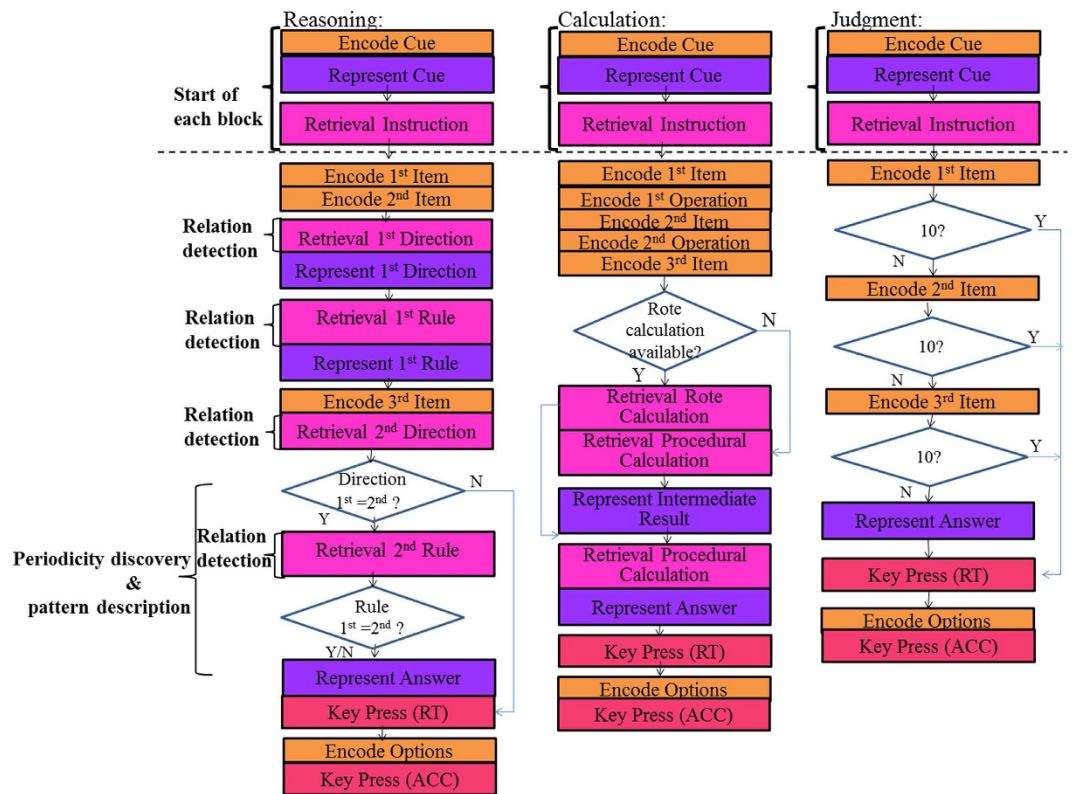 Reasoning:
Encode Cue
Represent Cue
Retrieval Instruction
Start of
each block
Encode 1st Item
Encode 2nd Item
Relation
detection
Retrieval 1st Direction
Represent 1st Direction
Relation
detection
Retrieval 1st Rule
Represent 1st Rule
Encode 3rd Item
Relation
detection
Retrieval 2nd Direction
Direction
1st =2nd ?
N
Y
Relation
detection
Retrieval 2nd Rule
Periodicity discovery
&
pattern description
Rule
1st =2nd ?
Y/N
Represent Answer
Key Press (RT)
Encode Options
Key Press (ACC)
Calculation:
Encode Cue
Represent Cue
Retrieval Instruction
Encode 1st Item
Encode 1st Operation
Encode 2nd Item
Encode 2nd Operation
Encode 3rd Item
Rote
calculation
available?
N
Y
Retrieval Rote
Calculation
Retrieval Procedural
Calculation
Represent Intermediate
Result
Retrieval Procedural
Calculation
Represent Answer
Key Press (RT)
Encode Options
Key Press (ACC)
Judgment:
Encode Cue
Represent Cue
Retrieval Instruction
Encode 1st Item
10?
Y
N
Encode 2nd Item
10?
Y
N
Encode 3rd Item
10?
Y
N
Represent Answer
Key Press (RT)
Encode Options
Key Press (ACC)